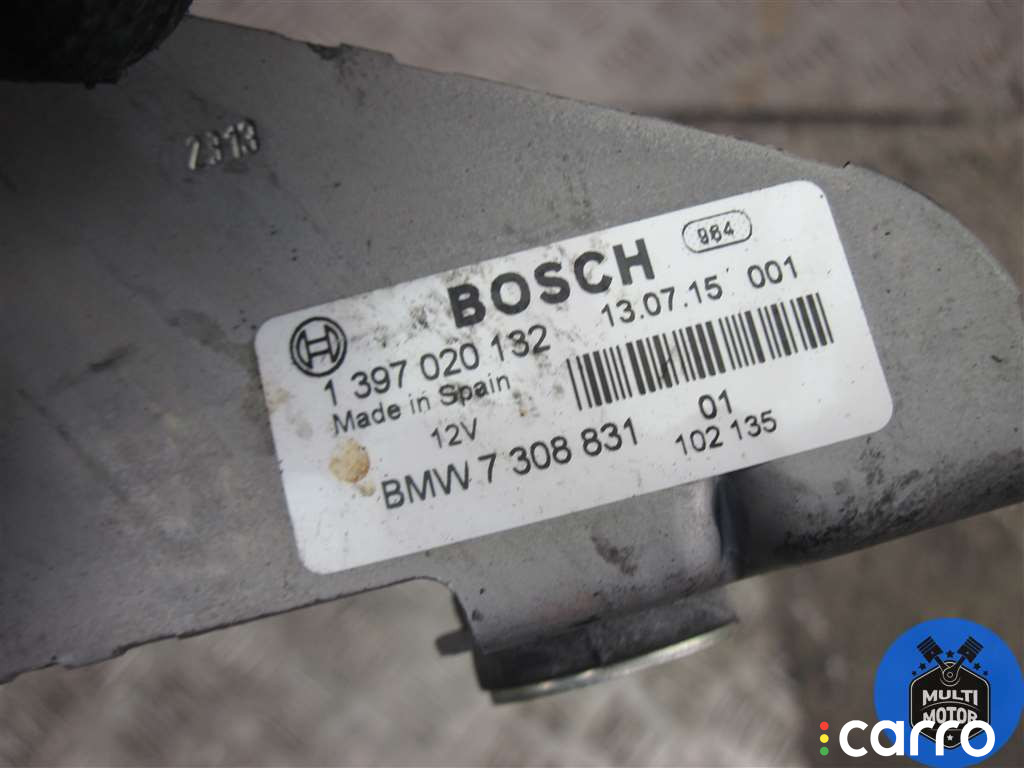 2313
BOSCH
984
1 397 020 132
13.07.15 001
Made in Spain
12V
01
BMW 7 308 831
102 135
MULTI
MOTOR
carro